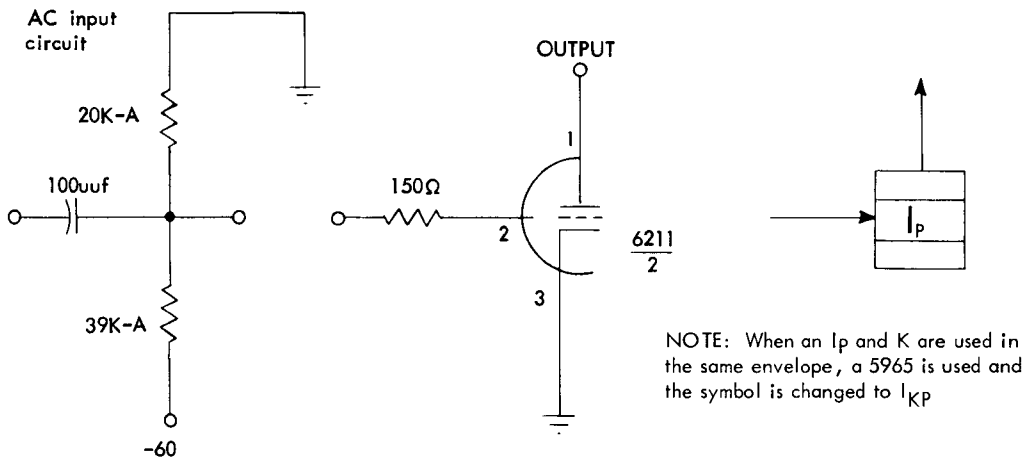 AC input
circuit
OUTPUT
20K-A
1
100uuf
150Ω
IP
2
6211
2
3
39K-A
NOTE: When an Ip and K are used in
the same envelope, a 5965 is used and
the symbol is changed to IKP
-60